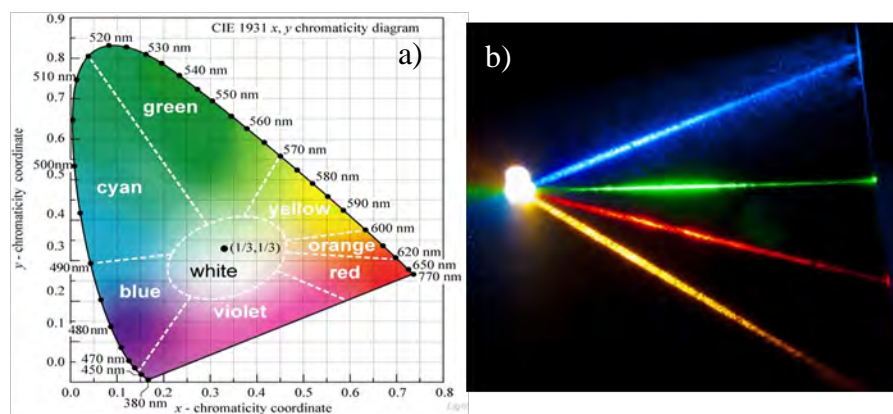 0.9
CIE 1931 x, y chromaticity diagram
a)
b)
520 nm
0.8
530 nm
510 nm
540 nm
0.7
550 nm
green
560 nm
0.6
570 nm
500nm
0.5
580 nm
cyan
590 nm
yellow
0.4
600 nm
(1/3,1/3)
orange
0.3
620 nm
490nm
white
red
650 nm
770 nm
0.2
blue
violet
480 nm
0.1
470 nm
0.0
450 nm
0.0
0.1
0.2
0.3
0.4
0.5
0.6
0.7
0.8
380 nm
x - chromaticity coordinate
y - chromaticity coordinate